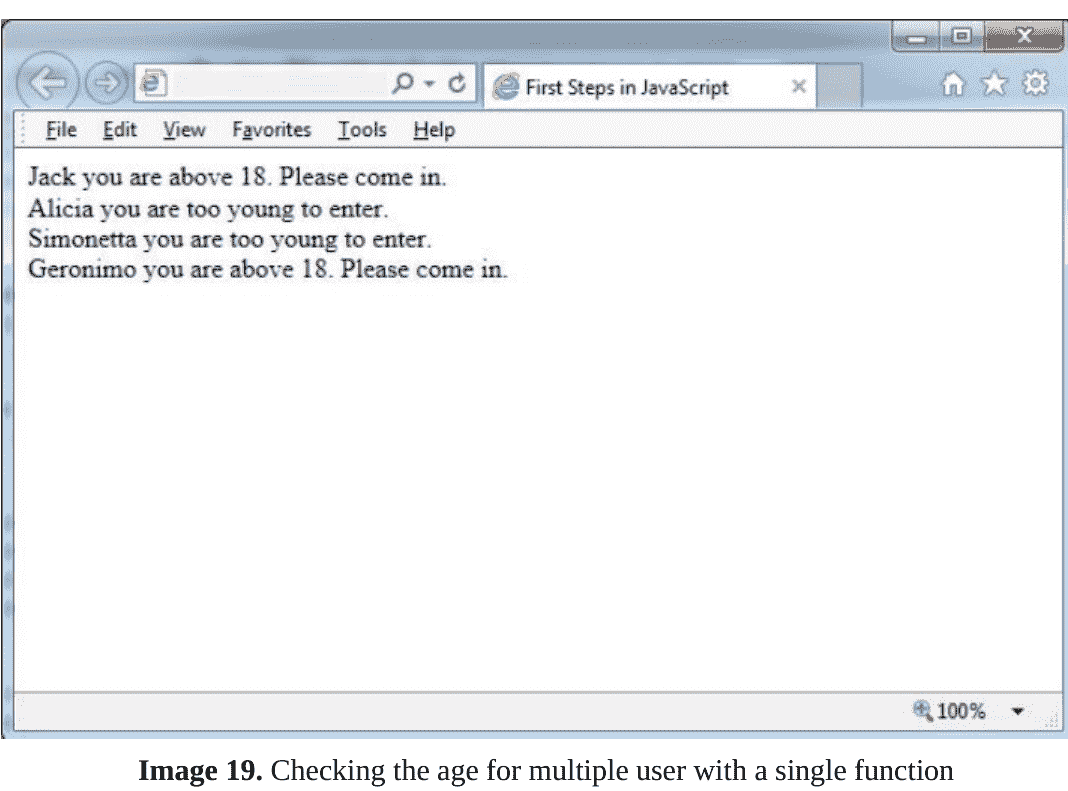 First Steps in JavaScript
File Edit View Favorites Tools Help
Jack you are above 18. Please come in.
Alicia you are too young to enter.
Simonetta you are too young to enter.
Geronimo you are above 18. Please come in.
100%
Image 19. Checking the age for multiple user with a single function